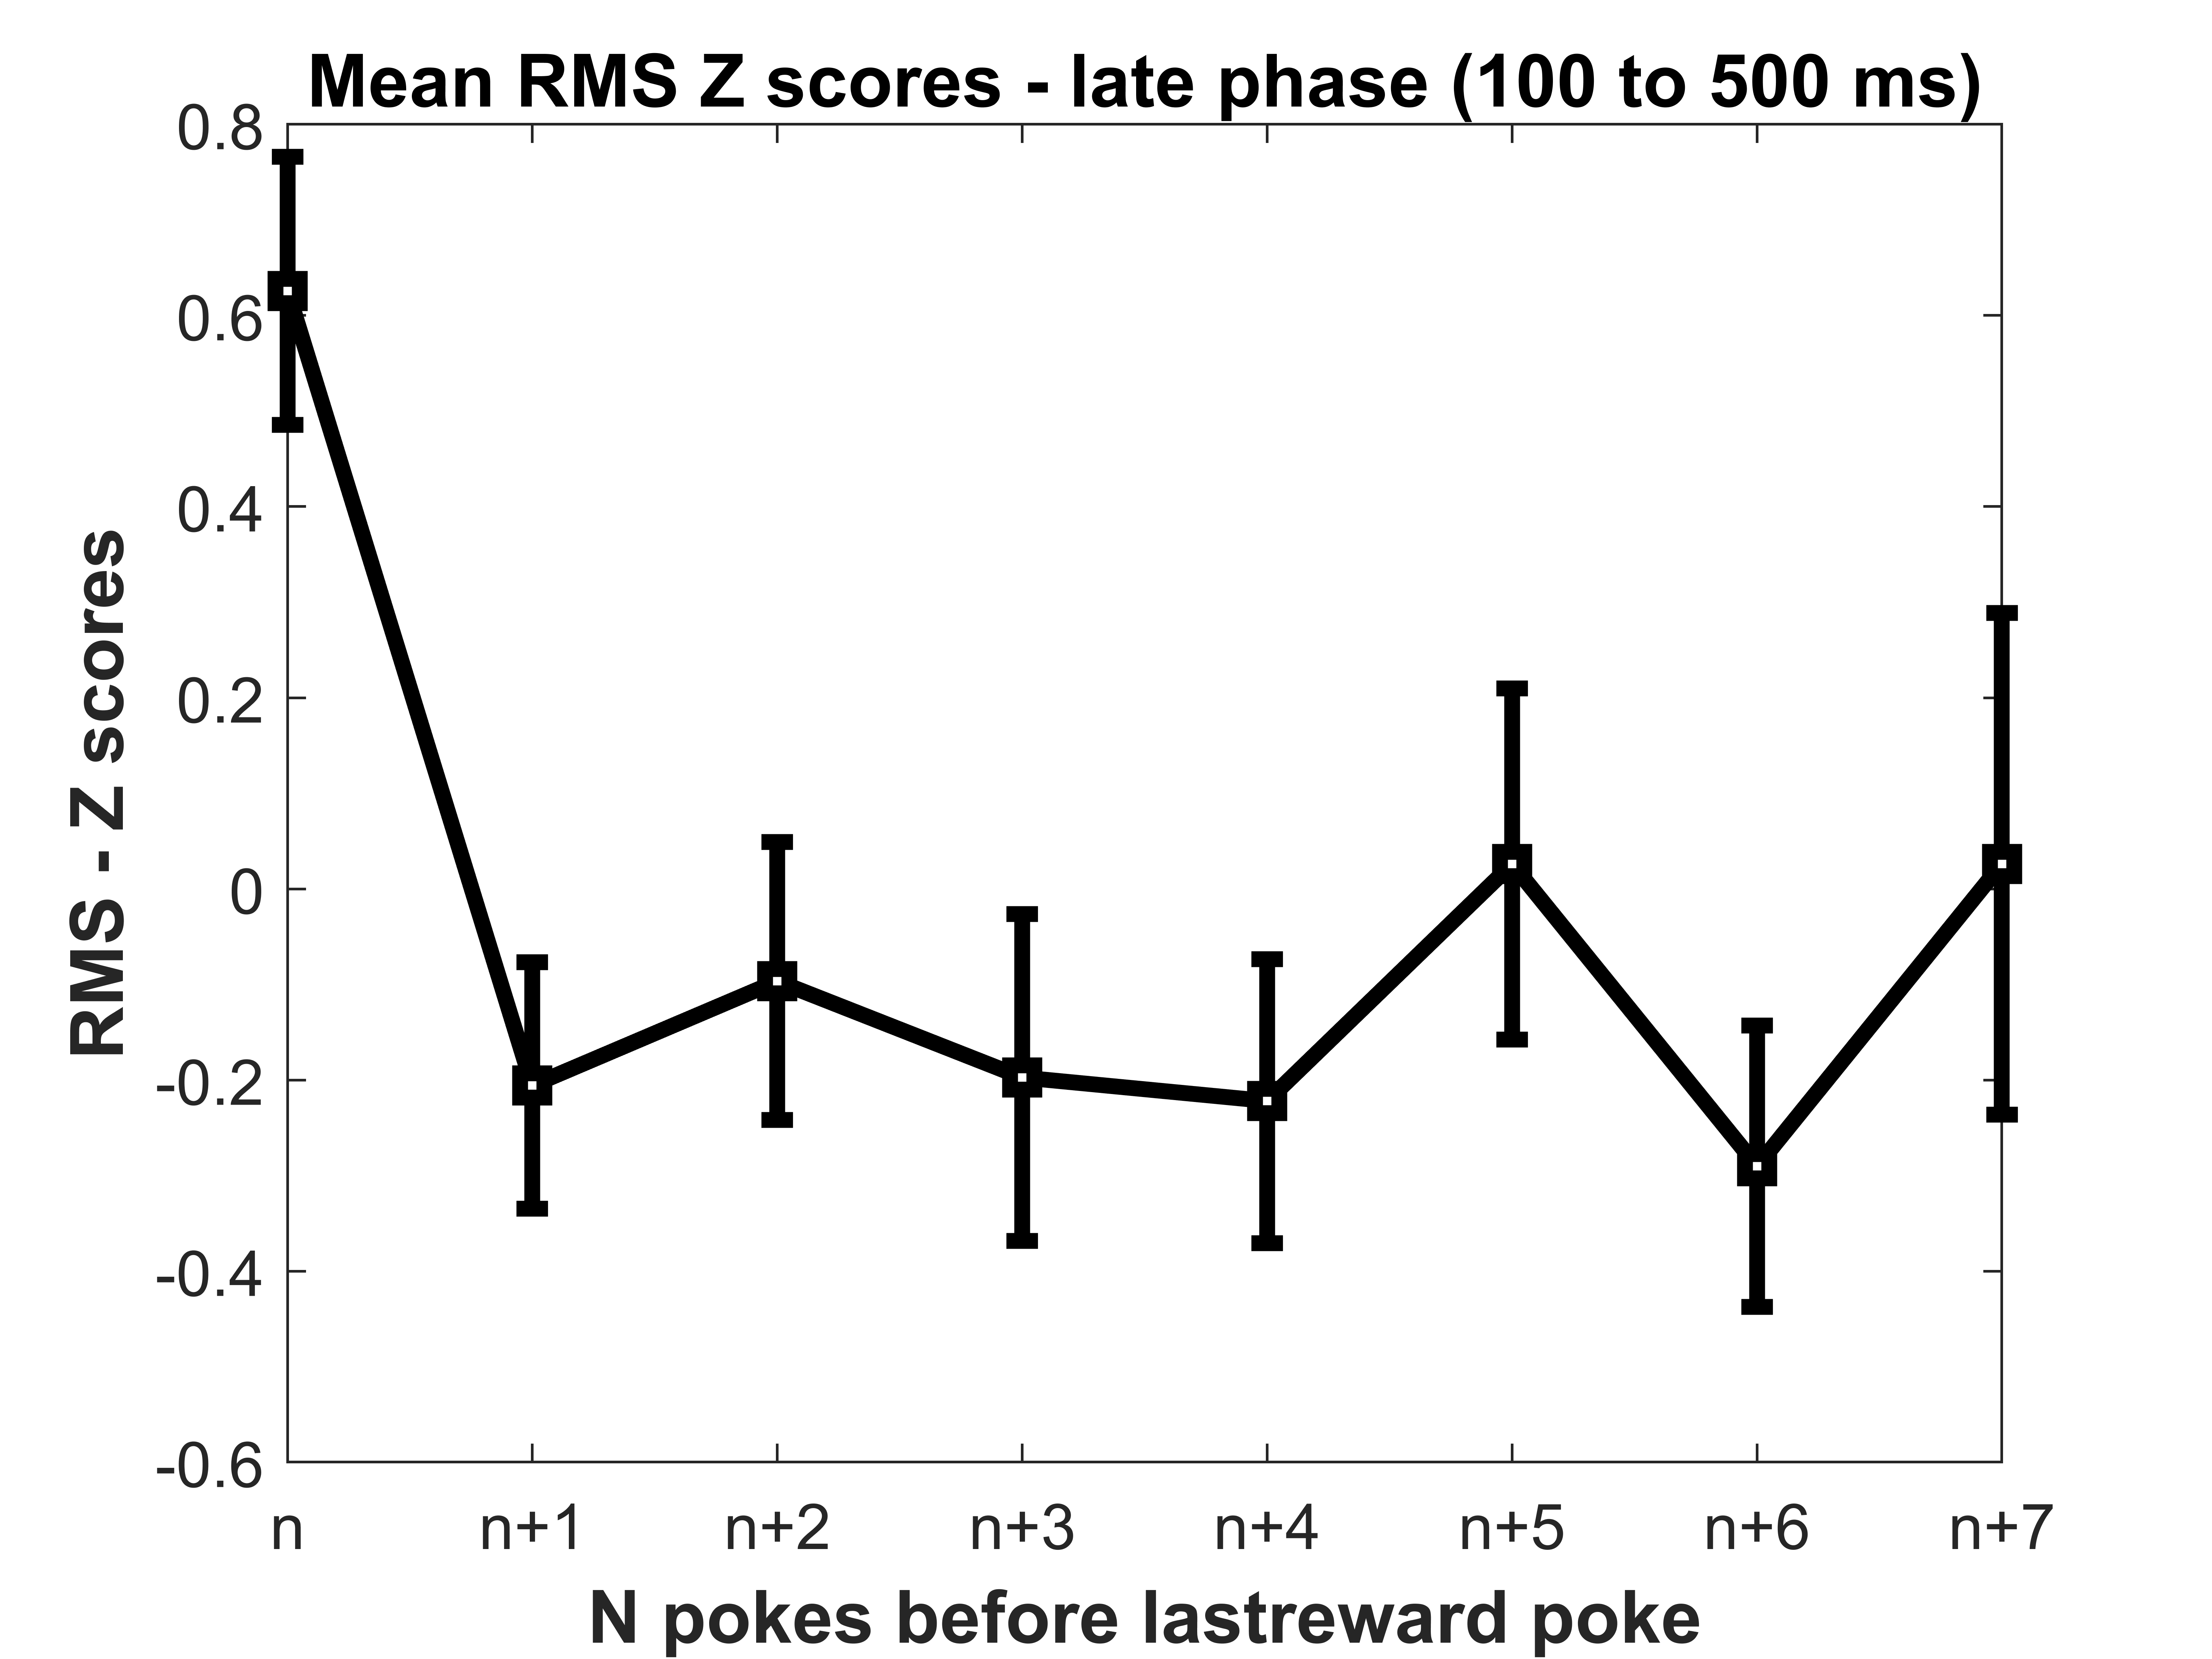 Mean RMS Z scores - late phase (100 to 500 ms)
0.8
0.6
0.4
0.2
0
-0.2
-0.4
-0.6
RMS - Z scores
n n+1 n+2 n+3 n+4 n+5 n+6 n+7
N pokes before lastreward poke